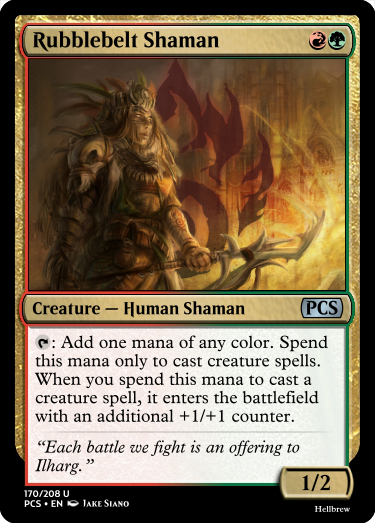 Rubblebelt Shaman
Creature — Human Shaman
PCS
: Add one mana of any color. Spend
this mana only to cast creature spells.
When you spend this mana to cast a
creature spell, it enters the battlefield
with an additional +1/+1 counter.
“Each battle we fight is an offering to
Ilharg.”
1/2
170/208 U
PCS • EN Jake Siano
Hellbrew